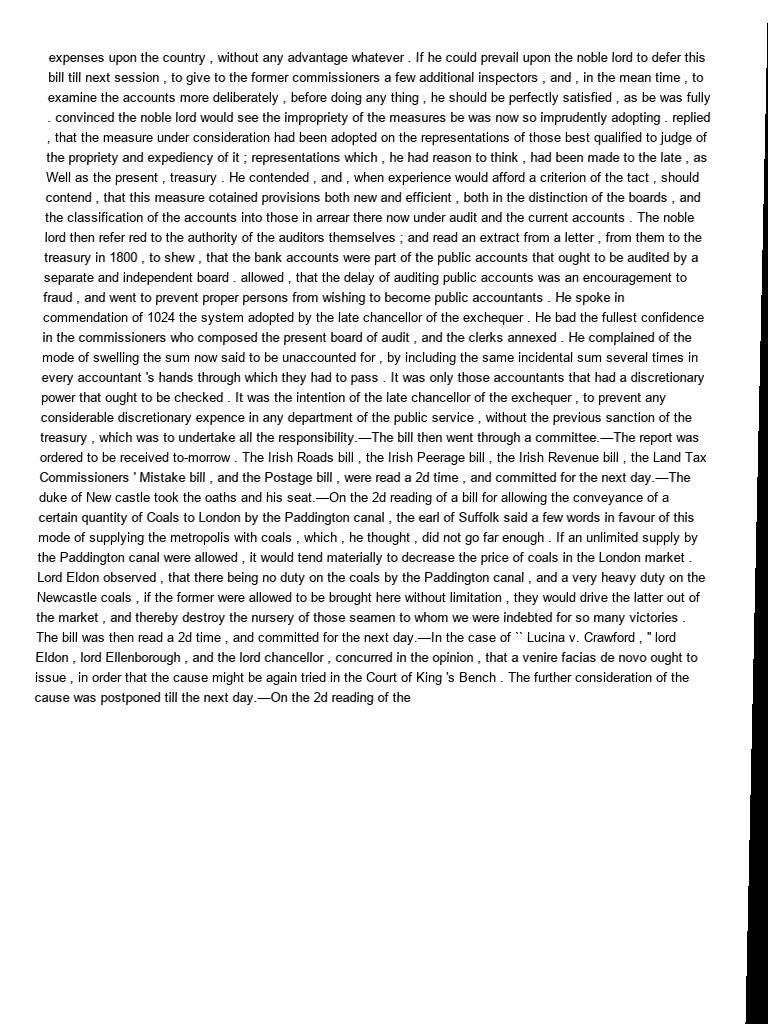 expenses upon the country , without any advantage whatever . If he could prevail upon the noble lord to defer this
bill till next session , to give to the former commissioners a few additional inspectors , and , in the mean time , to
examine the accounts more deliberately , before doing any thing , he should be perfectly satisfied , as be was fully
. convinced the noble lord would see the impropriety of the measures be was now so imprudently adopting . replied
, that the measure under consideration had been adopted on the representations of those best qualified to judge of
the propriety and expediency of it ; representations which , he had reason to think , had been made to the late , as
Well as the present , treasury . He contended , and , when experience would afford a criterion of the tact , should
contend , that this measure cotained provisions both new and efficient , both in the distinction of the boards , and
the classification of the accounts into those in arrear there now under audit and the current accounts . The noble
lord then refer red to the authority of the auditors themselves ; and read an extract from a letter , from them to the
treasury in 1800 , to shew , that the bank accounts were part of the public accounts that ought to be audited by a
separate and independent board . allowed , that the delay of auditing public accounts was an encouragement to
fraud , and went to prevent proper persons from wishing to become public accountants . He spoke in
commendation of 1024 the system adopted by the late chancellor of the exchequer . He bad the fullest confidence
in the commissioners who composed the present board of audit , and the clerks annexed . He complained of the
mode of swelling the sum now said to be unaccounted for , by including the same incidental sum several times in
every accountant 's hands through which they had to pass . It was only those accountants that had a discretionary
power that ought to be checked . It was the intention of the late chancellor of the exchequer , to prevent any
considerable discretionary expence in any department of the public service , without the previous sanction of the
treasury , which was to undertake all the responsibility.—The bill then went through a committee.—The report was
ordered to be received to-morrow . The Irish Roads bill , the Irish Peerage bill , the Irish Revenue bill , the Land Tax
Commissioners ' Mistake bill , and the Postage bill , were read a 2d time , and committed for the next day.—The
duke of New castle took the oaths and his seat.—On the 2d reading of a bill for allowing the conveyance of a
certain quantity of Coals to London by the Paddington canal , the earl of Suffolk said a few words in favour of this
mode of supplying the metropolis with coals , which , he thought , did not go far enough . If an unlimited supply by
the Paddington canal were allowed , it would tend materially to decrease the price of coals in the London market .
Lord Eldon observed , that there being no duty on the coals by the Paddington canal , and a very heavy duty on the
Newcastle coals , if the former were allowed to be brought here without limitation , they would drive the latter out of
the market , and thereby destroy the nursery of those seamen to whom we were indebted for so many victories .
The bill was then read a 2d time , and committed for the next day.—In the case of `` Lucina v. Crawford , " lord
Eldon , lord Ellenborough , and the lord chancellor , concurred in the opinion , that a venire facias de novo ought to
issue , in order that the cause might be again tried in the Court of King 's Bench . The further consideration of the
cause was postponed till the next day.—On the 2d reading of the